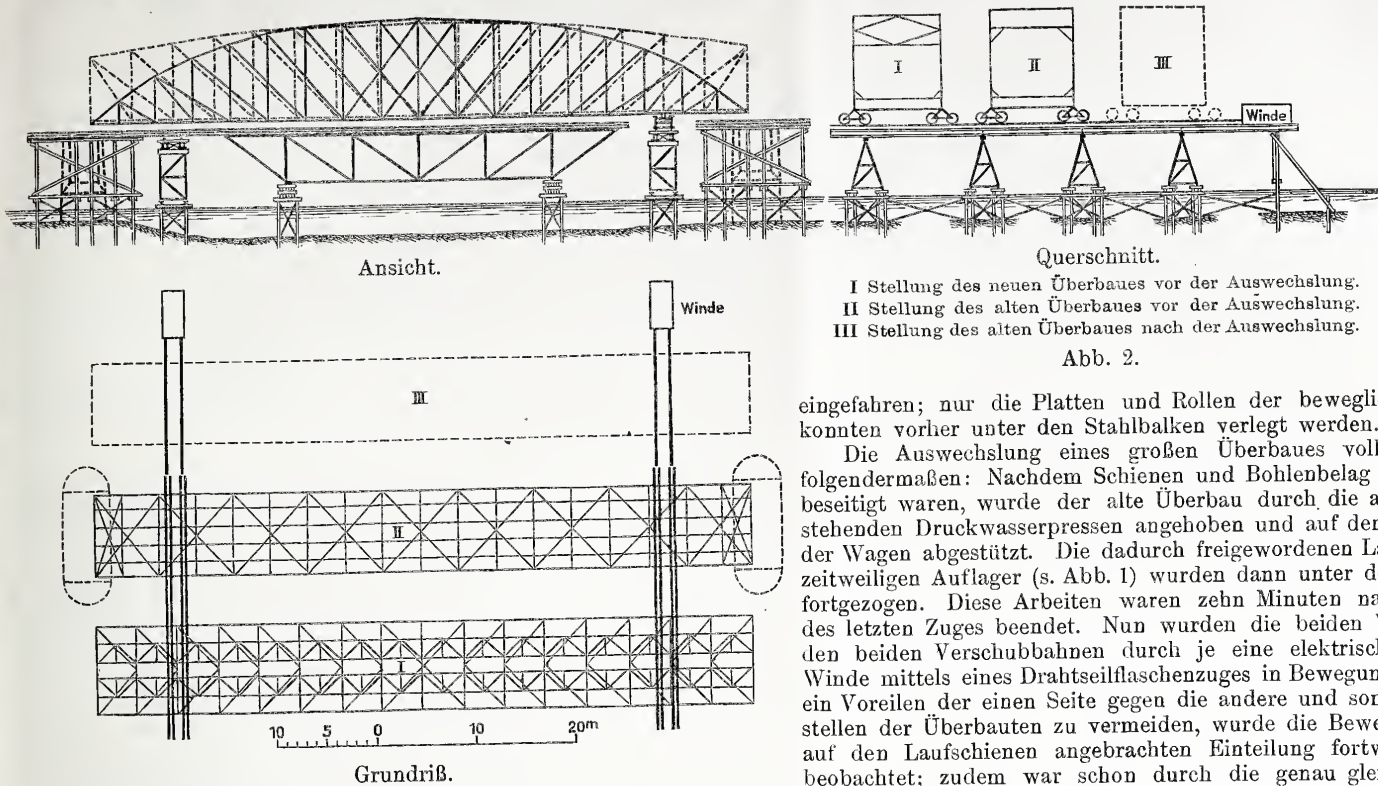 I
II
III
Winde
Ansicht.
Querschnitt.
I Stellung des neuen Überbaues vor der Auswechslung.
II Stellung des alten Überbaues vor der Auswechslung.
III Stellung des alten Überbaues nach der Auswechslung.
Abb. 2.
Winde
III
II
I
10 5 0 10 20m
Grundriß.
eingefahren; nur die Platten und Rollen der bewegli
konnten vorher unter den Stahlbalken verlegt werden.
Die Auswechslung eines großen Überbaues voll
folgendermaßen: Nachdem Schienen und Bohlenbelag
beseitigt waren, wurde der alte Überbau durch die a
stehenden Druckwasserpressen angehoben und auf der
der Wagen abgestützt. Die dadurch freigewordenen La
zeitweiligen Auflager (s. Abb. 1) wurden dann unter d
fortgezogen. Diese Arbeiten waren zehn Minuten na
des letzten Zuges beendet. Nun wurden die beiden
den beiden Verschubbahnen durch je eine elektrisc
Winde mittels eines Drahtseilflaschenzuges in Bewegun
ein Voreilen der einen Seite gegen die andere und so
stellen der Überbauten zu vermeiden, wurde die Bewe
auf den Laufschienen angebrachten Einteilung fortw
beobachtet; zudem war schon durch die genau gle